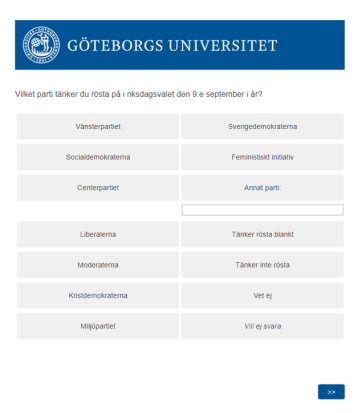 GÖTEBORGS UNIVERSITET
Vilket parti tänker du rösta på i riksdagsvalet den 9:e september i år?
Vänsterpartiet
Sverigedemokraterna
Socialdemokraterna
Feministiskt initiativ
Centerpartiet
Annat parti:
Liberalerna
Tänker rösta blankt
Moderaterna
Tänker inte rösta
Kristdemokraterna
Vet ej
Miljöpartiet
Vill ej svara
>>